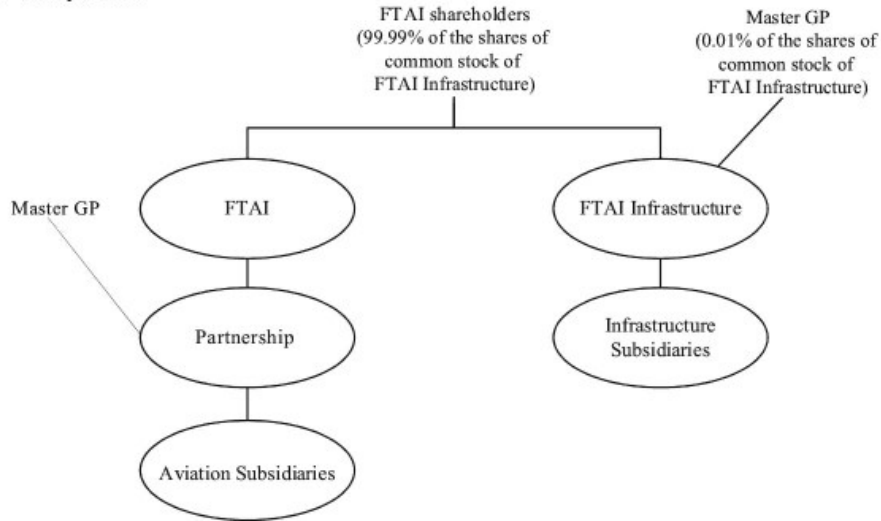 FTAI shareholders
(99.99% of the shares of
common stock of
FTAI Infrastructure)
Master GP
(0.01% of the shares of
common stock of
FTAI Infrastructure)
Master GP
FTAI
FTAI Infrastructure
Partnership
Infrastructure
Subsidiaries
Aviation Subsidiaries